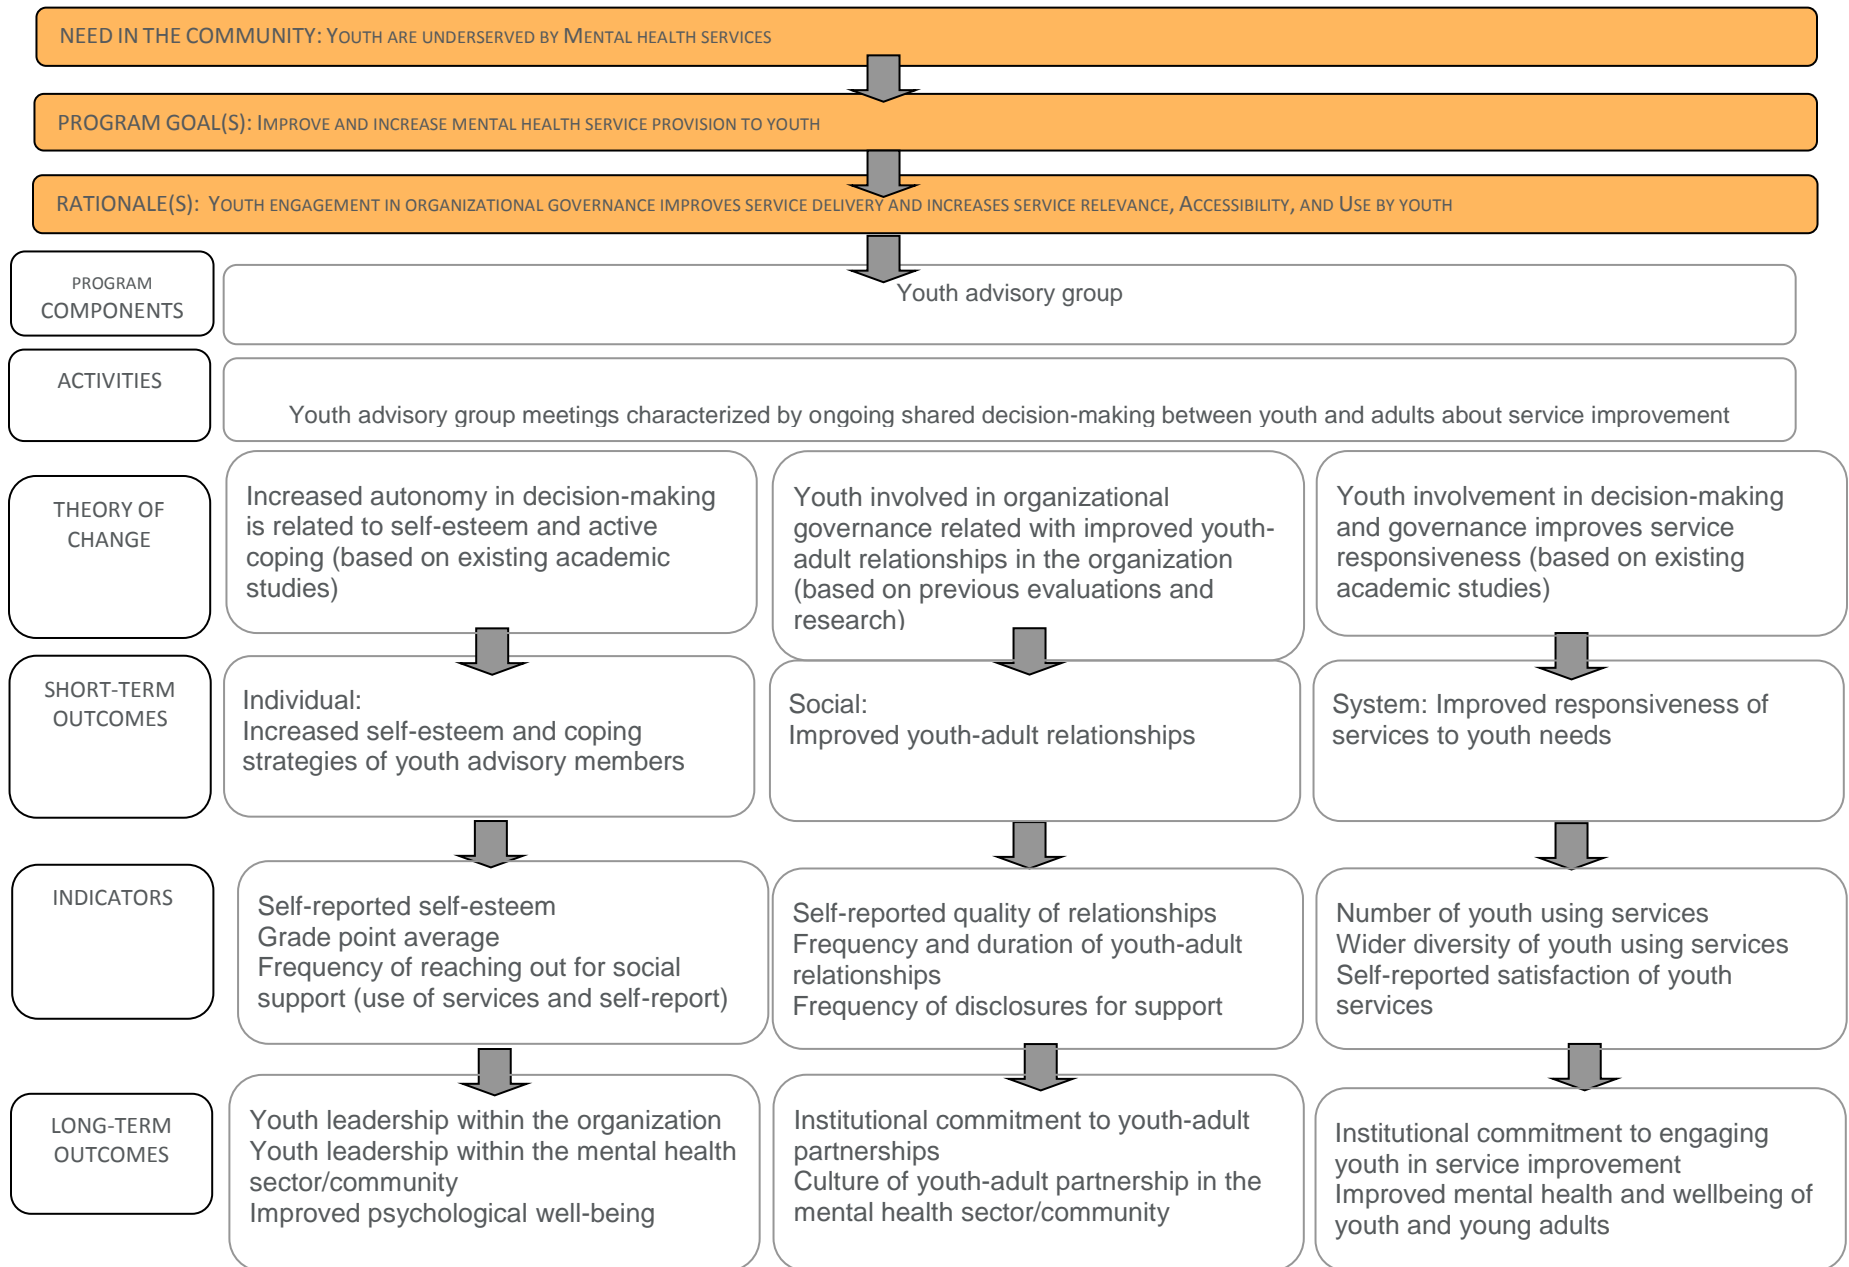 NEED IN THE COMMUNITY: YOUTH ARE UNDERSERVED BY MENTAL HEALTH SERVICES
PROGRAM GOAL(S): IMPROVE AND INCREASE MENTAL HEALTH SERVICE PROVISION TO YOUTH
RATIONALE(S): YOUTH ENGAGEMENT IN ORGANIZATIONAL GOVERNANCE IMPROVES SERVICE DELIVERY AND INCREASES SERVICE RELEVANCE, ACCESSIBILITY, AND USE BY YOUTH
PROGRAM
COMPONENTS
Youth advisory group
ACTIVITIES
Youth advisory group meetings characterized by ongoing shared decision-making between youth and adults about service improvement
THEORY OF
CHANGE
Increased autonomy in decision-making
is related to self-esteem and active
coping (based on existing academic
studies)
Youth involved in organizational
governance related with improved youth-
adult relationships in the organization
(based on previous evaluations and
research)
Youth involvement in decision-making
and governance improves service
responsiveness (based on existing
academic studies)
SHORT-TERM
OUTCOMES
Individual:
Increased self-esteem and coping
strategies of youth advisory members
Social:
Improved youth-adult relationships
System: Improved responsiveness of
services to youth needs
INDICATORS
Self-reported self-esteem
Grade point average
Frequency of reaching out for social
support (use of services and self-report)
Self-reported quality of relationships
Frequency and duration of youth-adult
relationships
Frequency of disclosures for support
Number of youth using services
Wider diversity of youth using services
Self-reported satisfaction of youth
services
LONG-TERM
OUTCOMES
Youth leadership within the organization
Youth leadership within the mental health
sector/community
Improved psychological well-being
Institutional commitment to youth-adult
partnerships
Culture of youth-adult partnership in the
mental health sector/community
Institutional commitment to engaging
youth in service improvement
Improved mental health and wellbeing of
youth and young adults